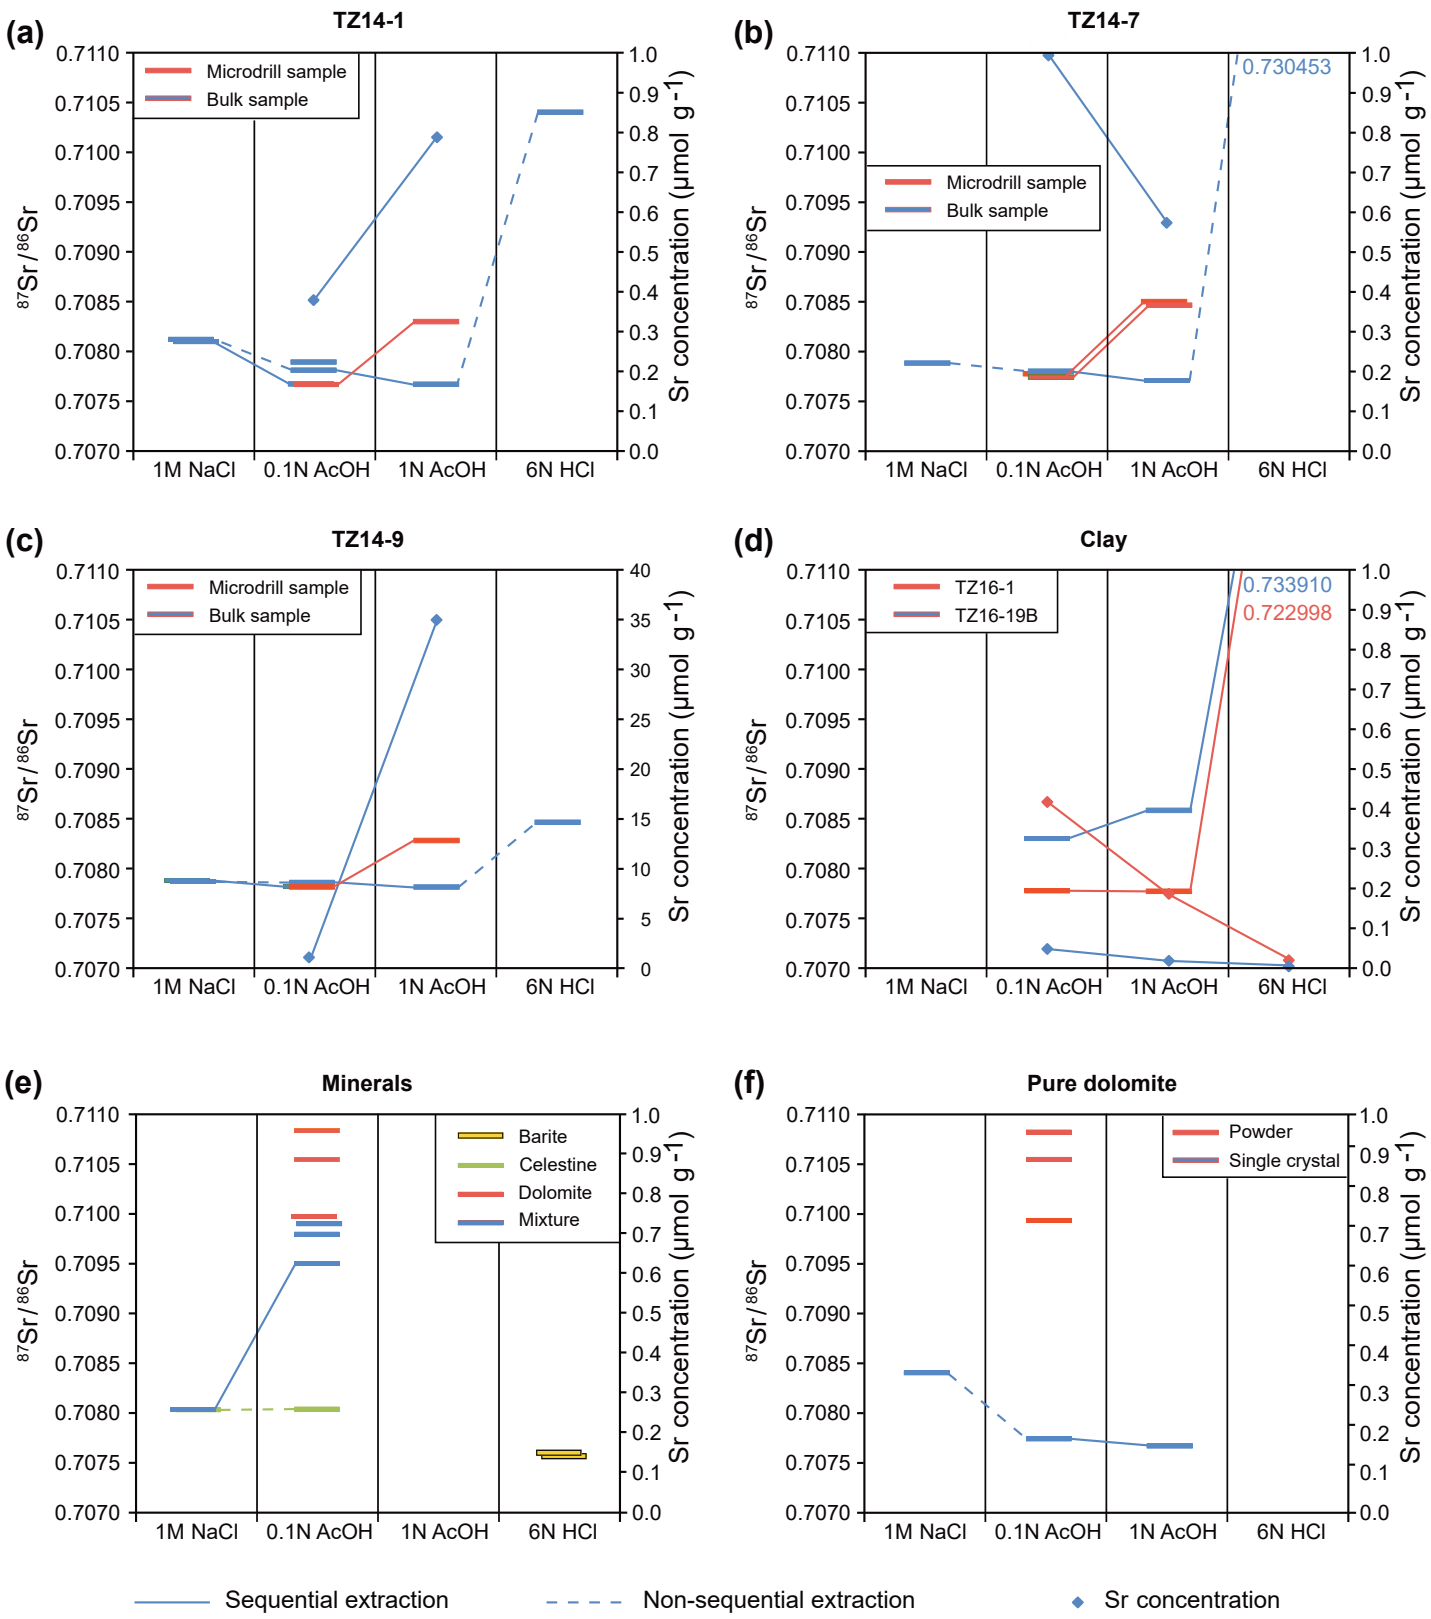 (a)
TZ14-1
0.7110
0.7105
0.7100
0.7095
0.7090
0.7085
0.7080
0.7075
0.7070
87Sr/86Sr
Microdrill sample
Bulk sample
1.0
0.9
0.8
0.7
0.6
0.5
0.4
0.3
0.2
0.1
0.0
Sr concentration (μmol g-1)
1M NaCl 0.1N AcOH 1N AcOH 6N HCl
(b)
TZ14-7
0.7110
0.7105
0.7100
0.7095
0.7090
0.7085
0.7080
0.7075
0.7070
87Sr/86Sr
0.730453
Microdrill sample
Bulk sample
1.0
0.9
0.8
0.7
0.6
0.5
0.4
0.3
0.2
0.1
0.0
Sr concentration (μmol g-1)
1M NaCl 0.1N AcOH 1N AcOH 6N HCl
(c)
TZ14-9
0.7110
0.7105
0.7100
0.7095
0.7090
0.7085
0.7080
0.7075
0.7070
87Sr/86Sr
Microdrill sample
Bulk sample
40
35
30
25
20
15
10
5
0
Sr concentration (μmol g-1)
1M NaCl 0.1N AcOH 1N AcOH 6N HCl
(d)
Clay
0.7110
0.7105
0.7100
0.7095
0.7090
0.7085
0.7080
0.7075
0.7070
87Sr/86Sr
TZ16-1
TZ16-19B
0.733910
0.722998
1.0
0.9
0.8
0.7
0.6
0.5
0.4
0.3
0.2
0.1
0.0
Sr concentration (μmol g-1)
1M NaCl 0.1N AcOH 1N AcOH 6N HCl
(e)
Minerals
0.7110
0.7105
0.7100
0.7095
0.7090
0.7085
0.7080
0.7075
0.7070
87Sr/86Sr
Barite
Celestine
Dolomite
Mixture
1.0
0.9
0.8
0.7
0.6
0.5
0.4
0.3
0.2
0.1
0.0
Sr concentration (μmol g-1)
1M NaCl 0.1N AcOH 1N AcOH 6N HCl
(f)
Pure dolomite
0.7110
0.7105
0.7100
0.7095
0.7090
0.7085
0.7080
0.7075
0.7070
87Sr/86Sr
Powder
Single crystal
1.0
0.9
0.8
0.7
0.6
0.5
0.4
0.3
0.2
0.1
0.0
Sr concentration (μmol g-1)
1M NaCl 0.1N AcOH 1N AcOH 6N HCl
Sequential extraction Non-sequential extraction Sr concentration